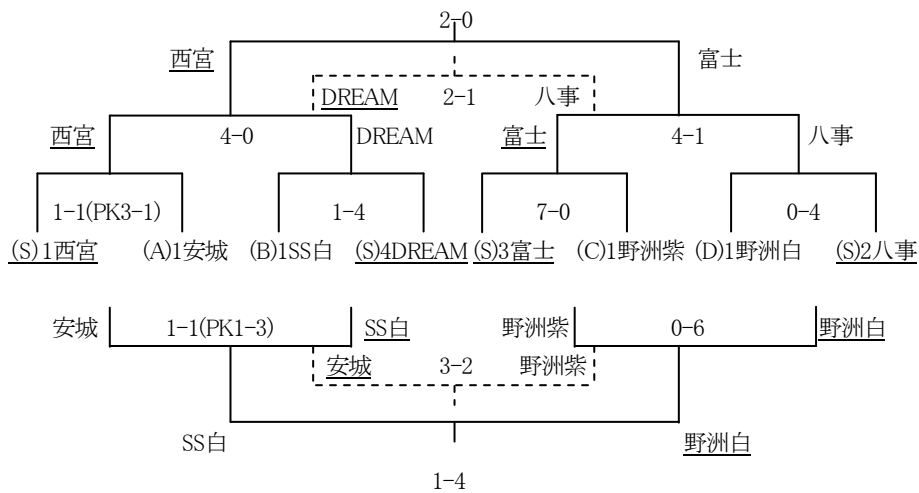 2-0
西宮 富士
DREAM 2-1 八事
西宮 4-0 DREAM 富士 4-1 八事
1-1(PK3-1) 1-4 7-0 0-4
(S)1西宮 (A)1安城 (B)1SS白 (S)4DREAM (S)3富士 (C)1野洲紫 (D)1野洲白 (S)2八事
安城 1-1(PK1-3) SS白 野洲紫 0-6 野洲白
安城 3-2 野洲紫
SS白 野洲白
1-4